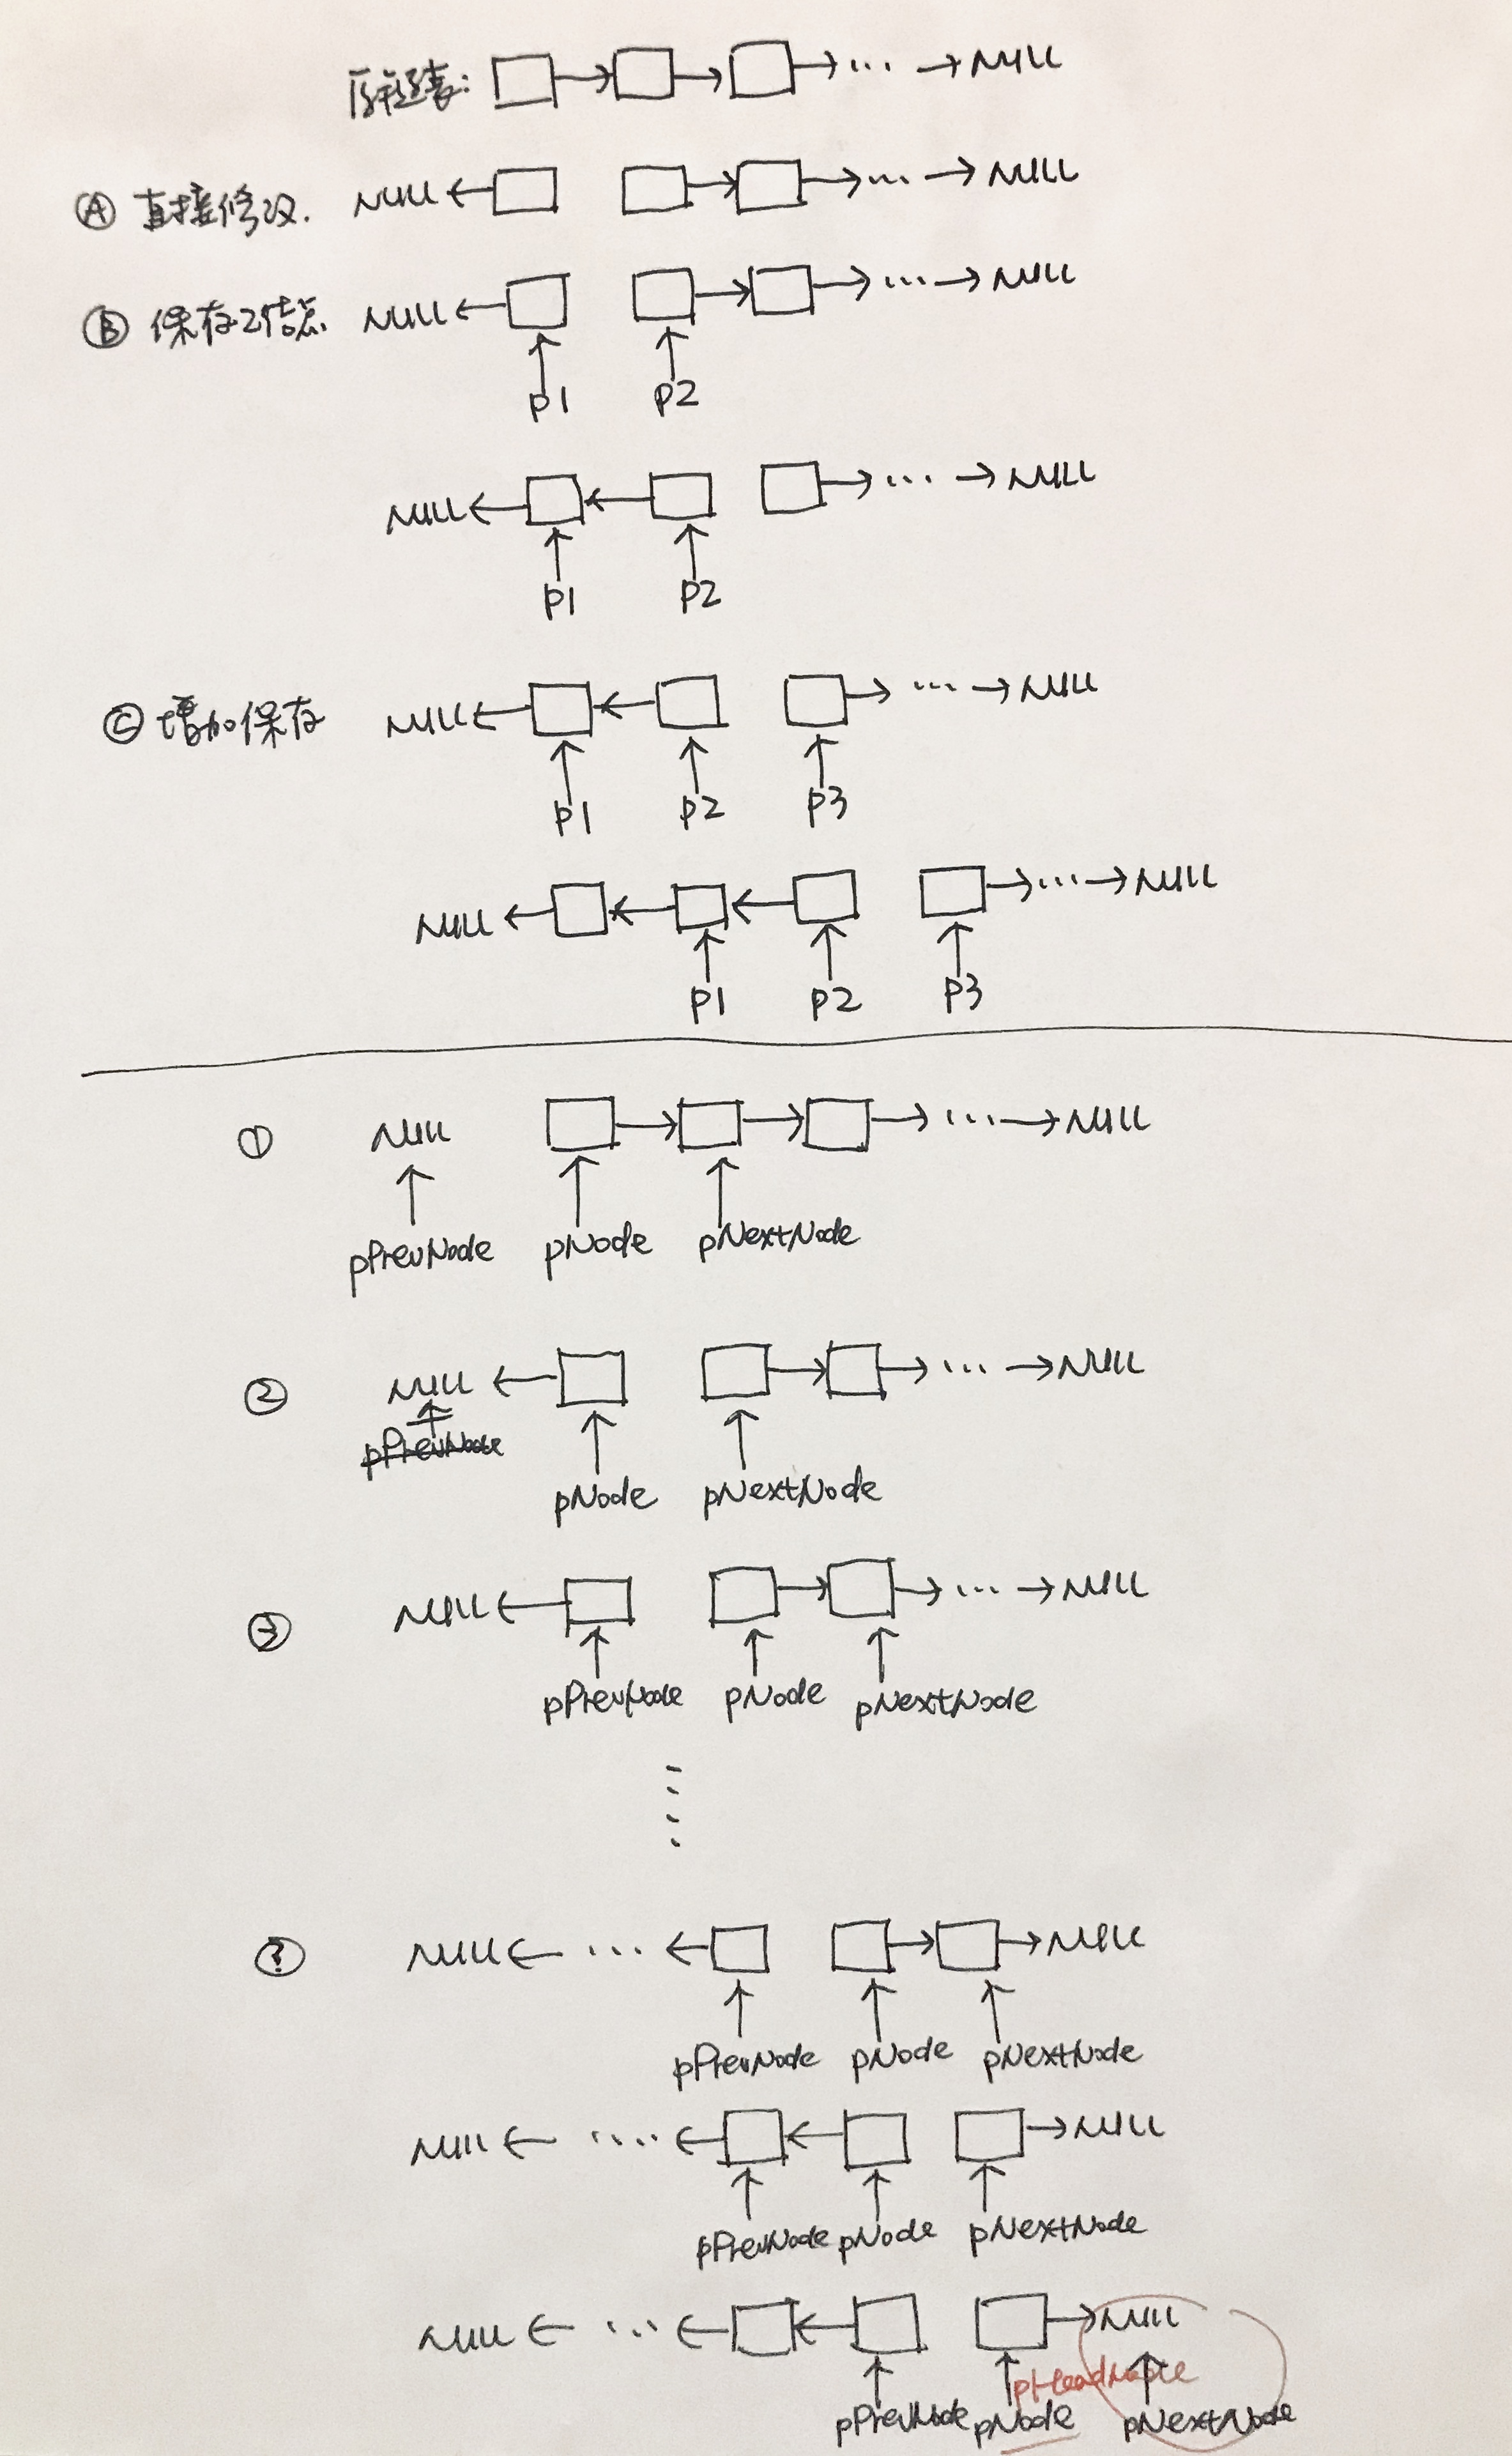 原链表: → → → ... → NULL
Ⓐ 直接修改. NULL ← → → ... → NULL
Ⓑ 保存2结点. NULL ← → → ... → NULL
p1 p2
NULL ← ← → ... → NULL
p1 p2
Ⓒ 增加保存 NULL ← ← → ... → NULL
p1 p2 p3
NULL ← ← ← → ... → NULL
p1 p2 p3
① NULL → → → ... → NULL
pPrevNode pNode pNextNode
② NULL ← → → ... → NULL
pPrevNode
pNode pNextNode
③ NULL ← → → ... → NULL
pPrevNode pNode pNextNode
NULL ← ... ← → → NULL
pPrevNode pNode pNextNode
NULL ← .... ← ← → NULL
pPrevNode pNode pNextNode
NULL ← ... ← ← → NULL
pHeadNode
pPrevNode pNode pNextNode